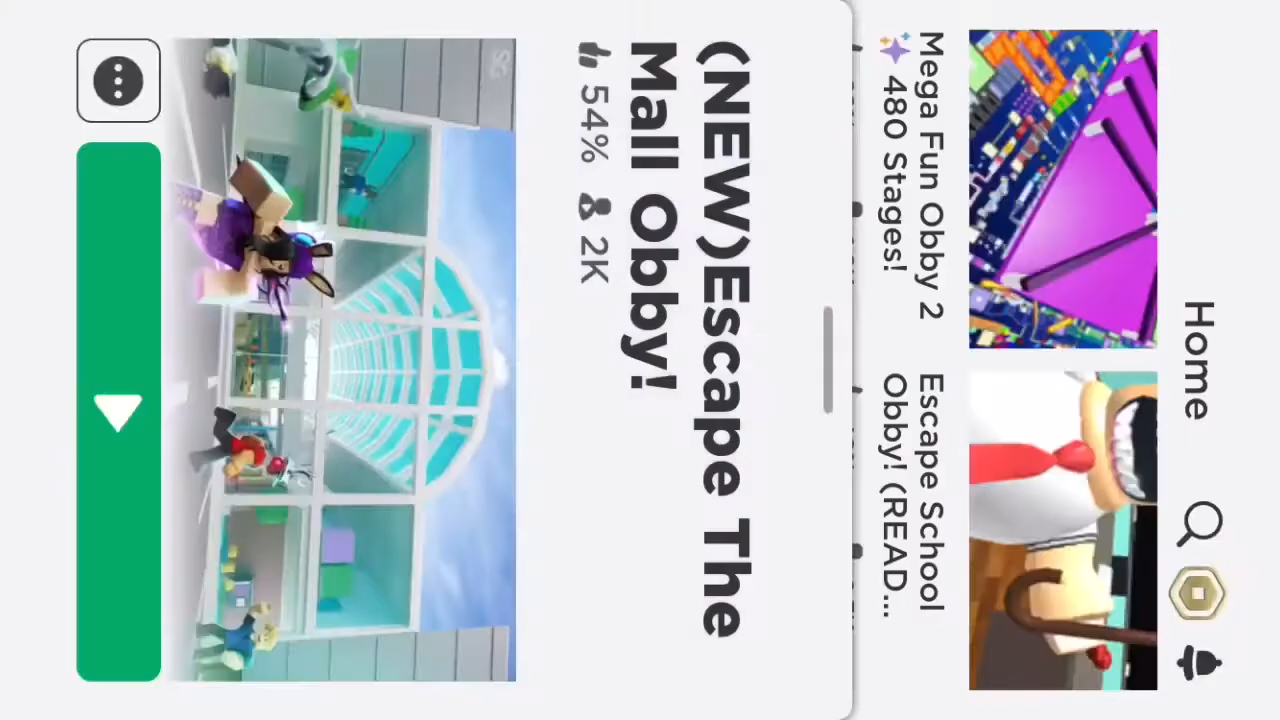 Home
Mega Fun Obby 2
✨ 480 Stages!
Escape School
Obby! (READ...
(NEW)Escape The
Mall Obby!
54% 2K